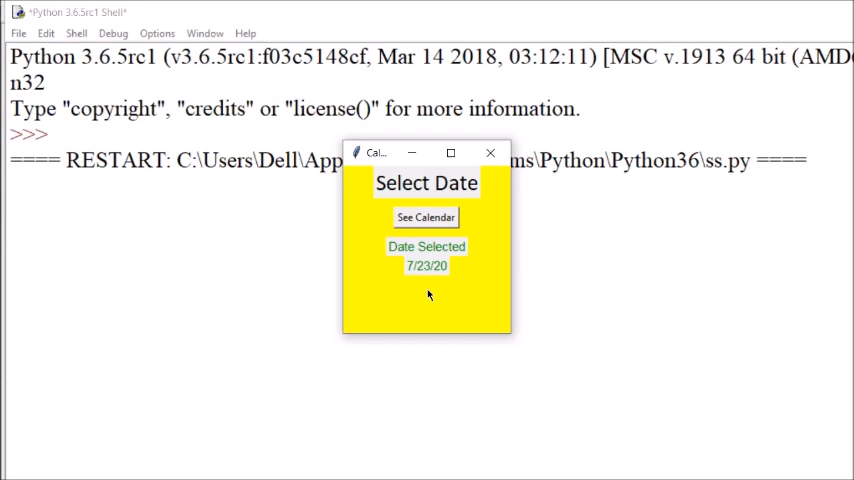 *Python 3.6.5rc1 Shell*
File Edit Shell Debug Options Window Help
Python 3.6.5rc1 (v3.6.5rc1:f03c5148cf, Mar 14 2018, 03:12:11) [MSC v.1913 64 bit (AMD
n32
Type "copyright", "credits" or "license()" for more information.
>>>
==== RESTART: C:\Users\Dell\App ms\Python\Python36\ss.py ====
Cal...
Select Date
See Calendar
Date Selected
7/23/20